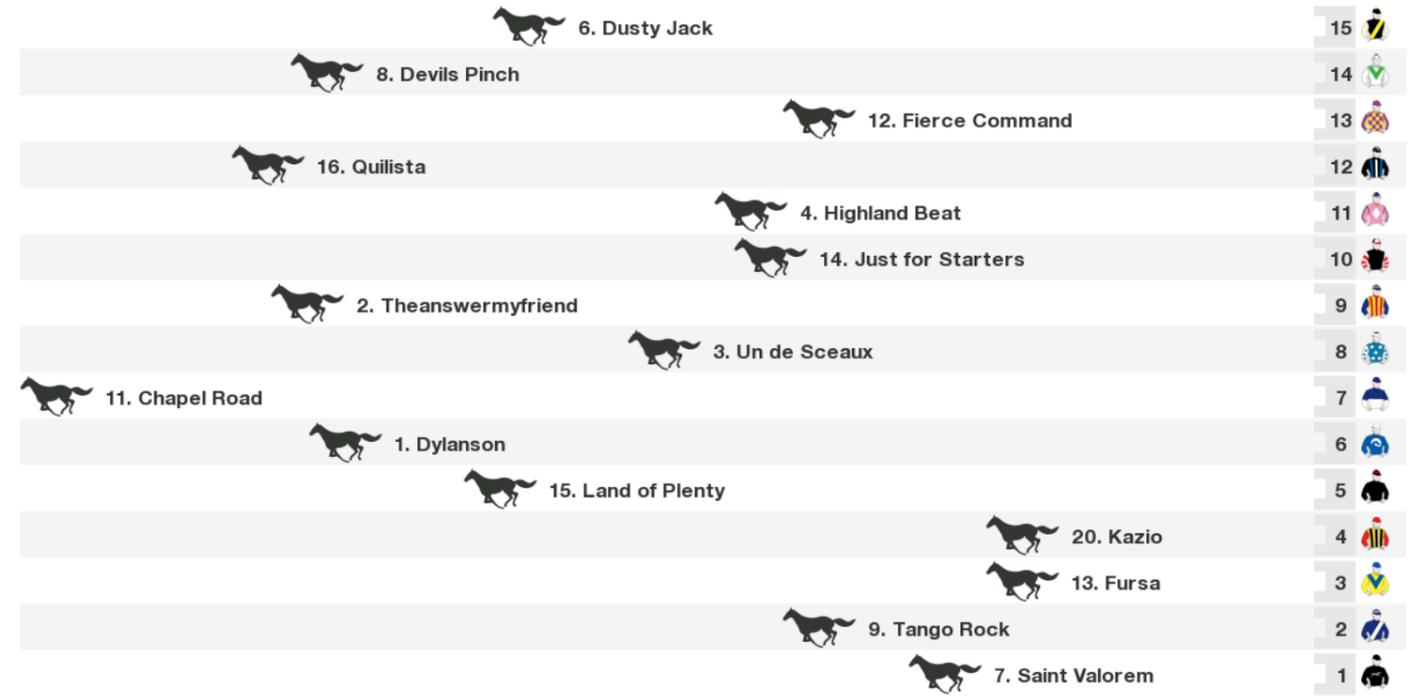 6. Dusty Jack 15
8. Devils Pinch 14
12. Fierce Command 13
16. Quilista 12
4. Highland Beat 11
14. Just for Starters 10
2. Theanswermyfriend 9
3. Un de Sceaux 8
11. Chapel Road 7
1. Dylanson 6
15. Land of Plenty 5
20. Kazio 4
13. Fursa 3
9. Tango Rock 2
7. Saint Valorem 1